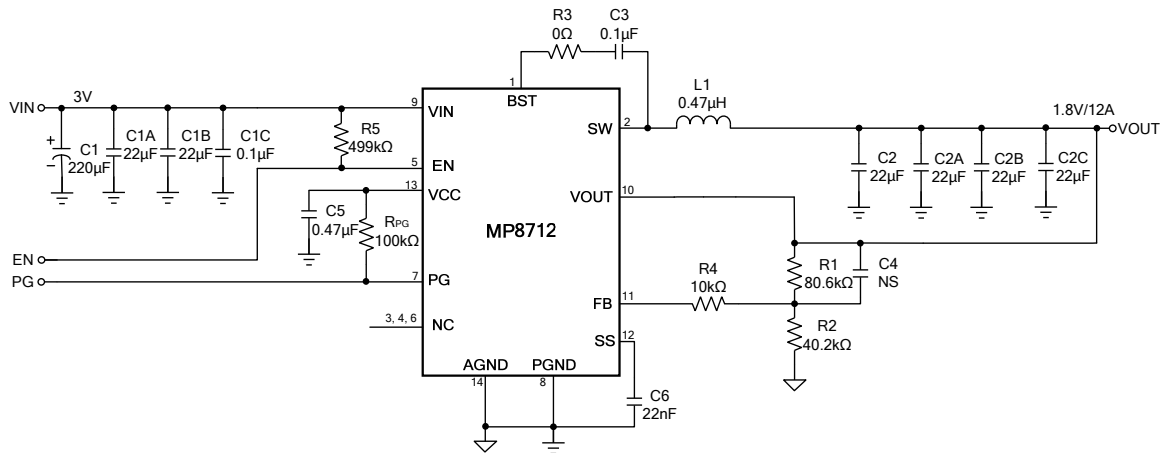 R3
0Ω
C3
0.1μF
1
BST
L1
0.47μH
VIN
3V
9
VIN
SW
2
1.8V/12A
VOUT
+
−
C1
220μF
C1A
22μF
C1B
22μF
C1C
0.1μF
R5
499kΩ
5
EN
13
VCC
C2
22μF
C2A
22μF
C2B
22μF
C2C
22μF
VOUT
10
C5
0.47μF
RPG
100kΩ
MP8712
EN
PG
7
PG
R4
10kΩ
R1
80.6kΩ
C4
NS
FB
11
3, 4, 6
NC
R2
40.2kΩ
SS
12
AGND
14
PGND
8
C6
22nF